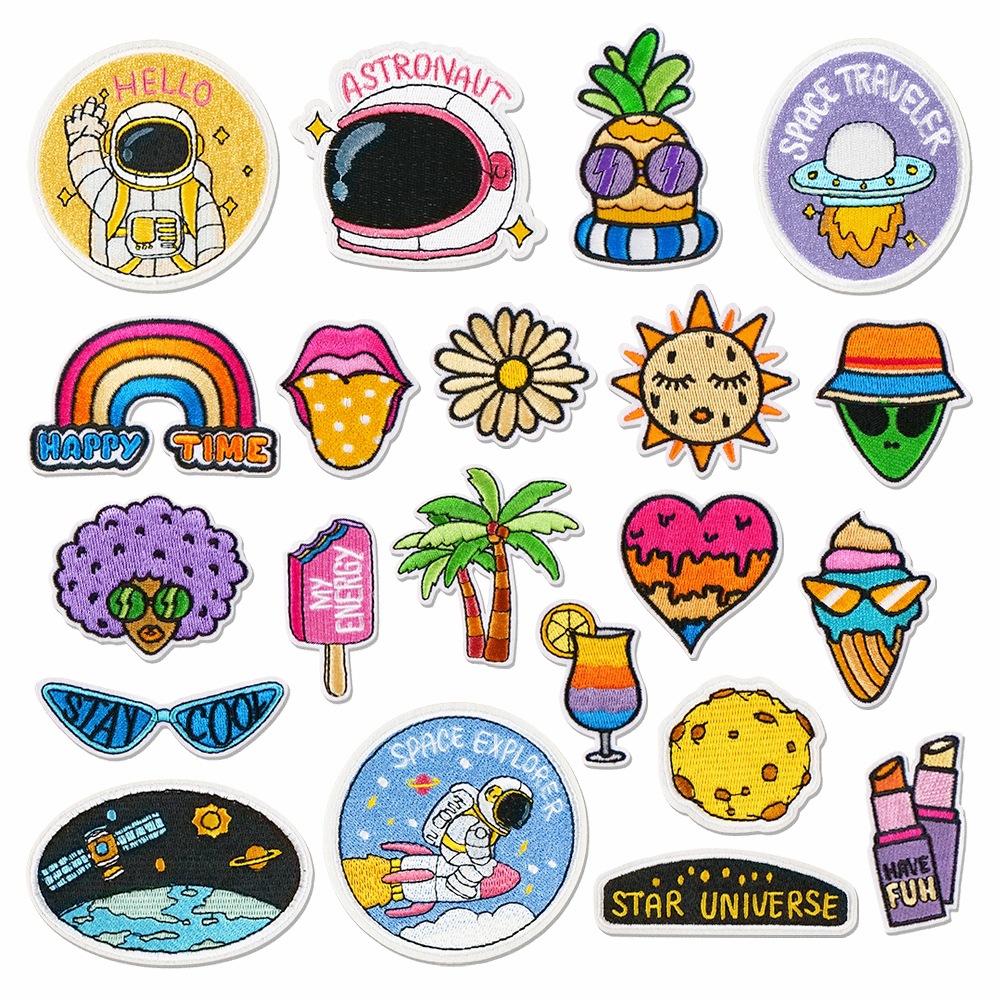 HELLO
ASTRONAUT
SPACE TRAVELER
HAPPY TIME
MY
ENERGY
STAY COOL
SPACE EXPLORER
STAR UNIVERSE
HAVE
FUN